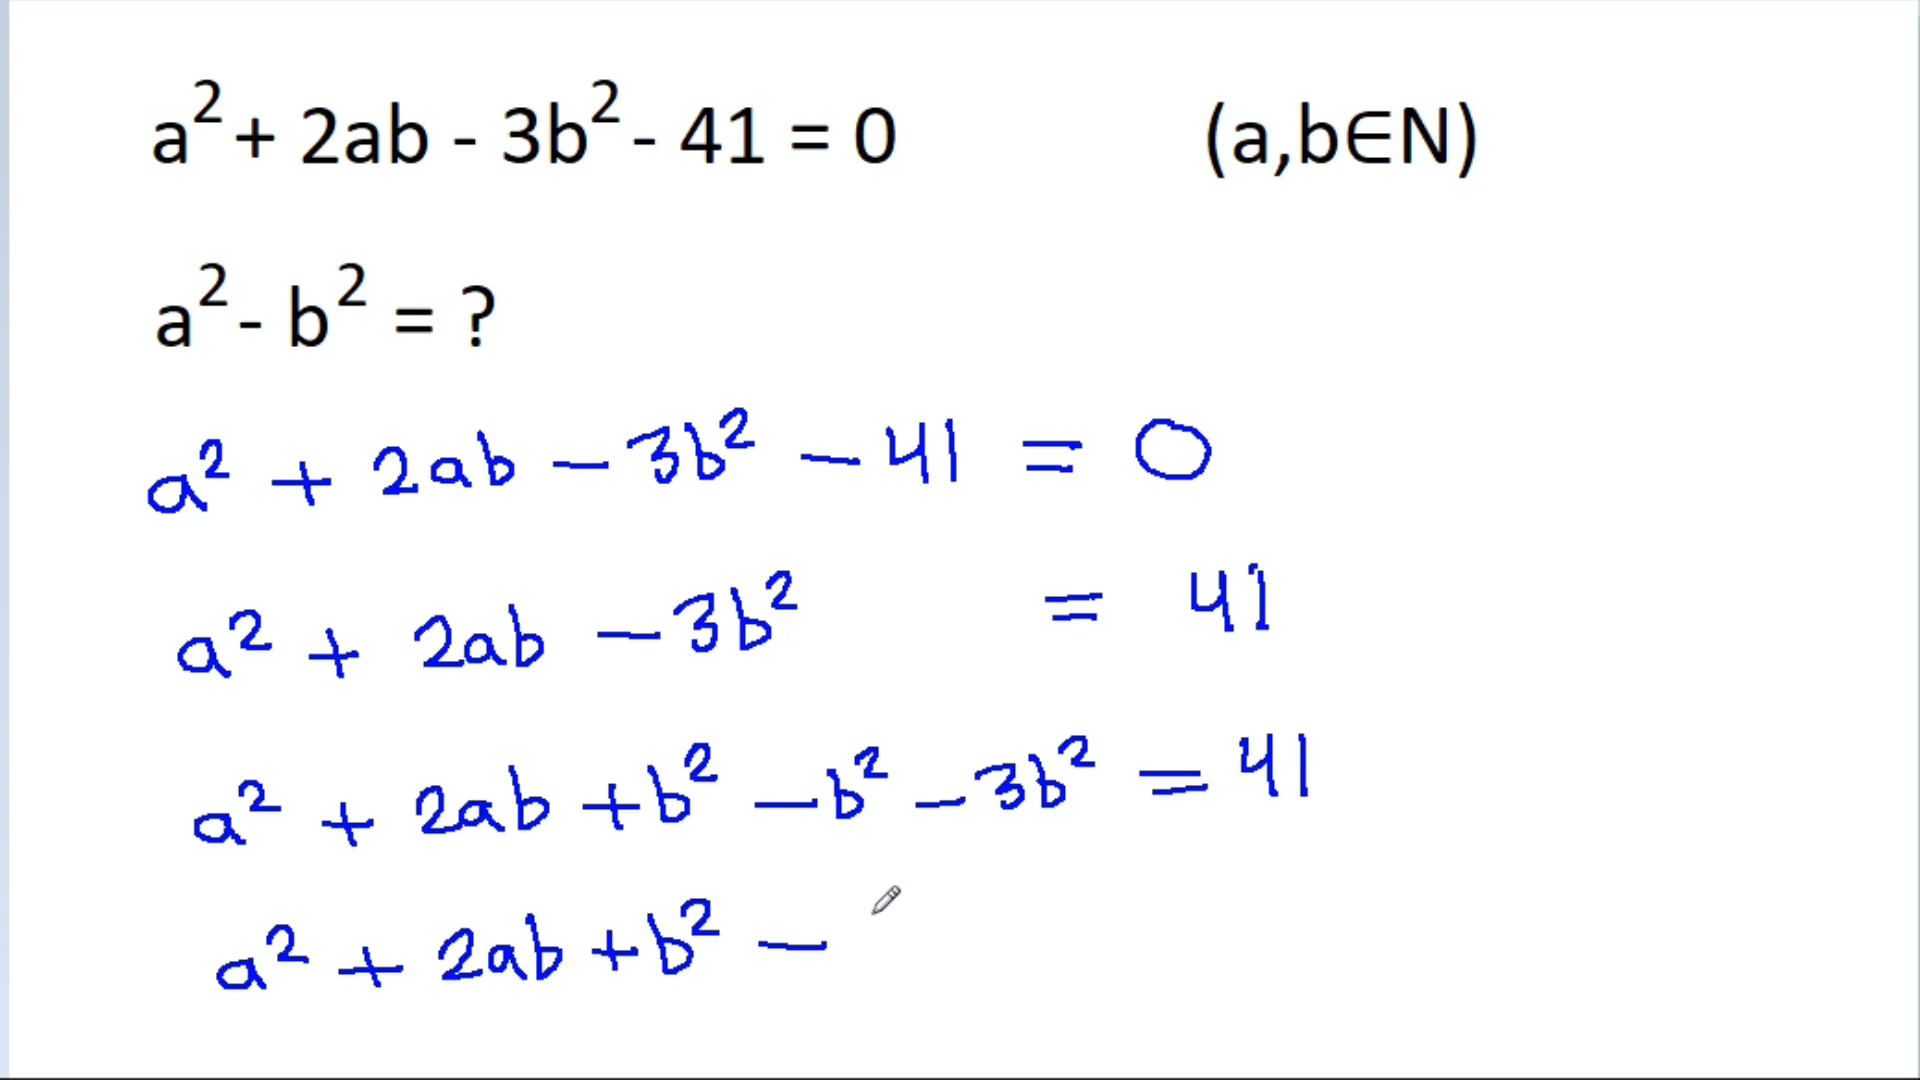 a² + 2ab - 3b² - 41 = 0 (a,b∈N)
a² - b² = ?
a² + 2ab - 3b² - 41 = 0
a² + 2ab - 3b² = 41
a² + 2ab + b² - b² - 3b² = 41
a² + 2ab + b² -